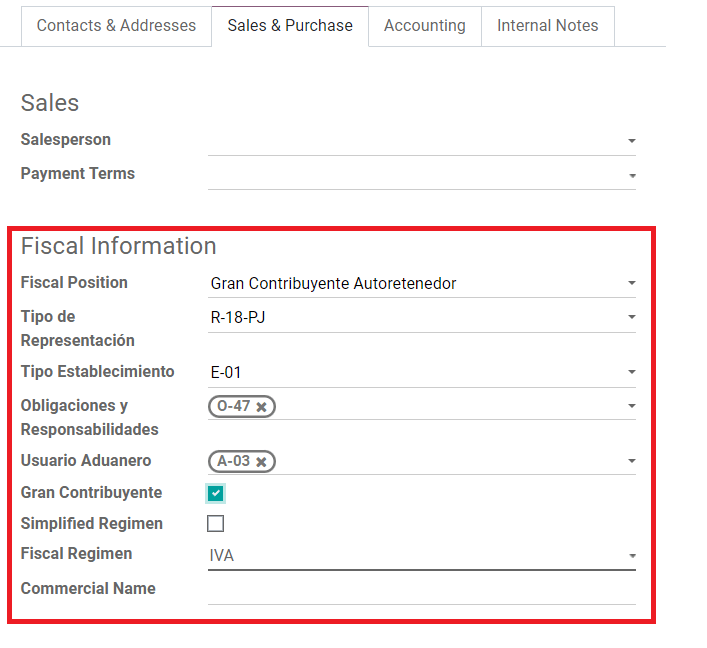 Contacts & Addresses Sales & Purchase Accounting Internal Notes
Sales
Salesperson
Payment Terms
Fiscal Information
Fiscal Position Gran Contribuyente Autoretenedor
Tipo de R-18-PJ
Representación
Tipo Establecimiento E-01
Obligaciones y O-47
Responsabilidades
Usuario Aduanero A-03
Gran Contribuyente
Simplified Regimen
Fiscal Regimen IVA
Commercial Name